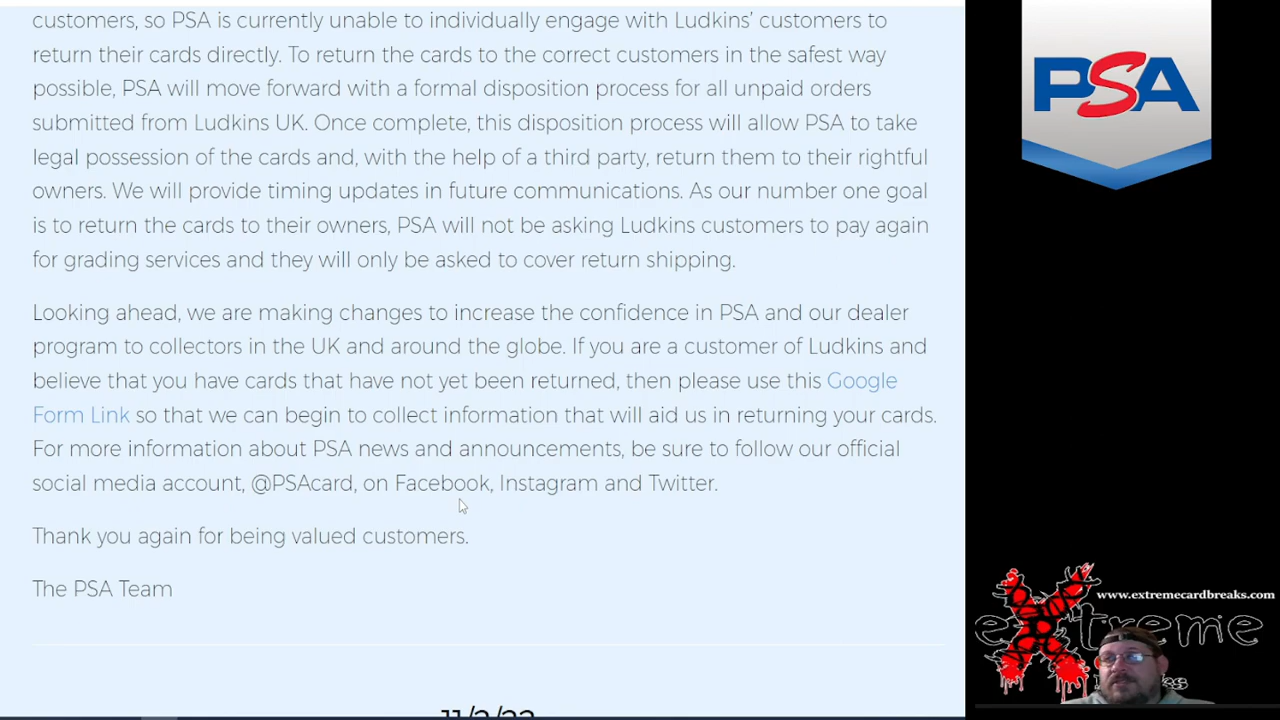 customers, so PSA is currently unable to individually engage with Ludkins' customers to
return their cards directly. To return the cards to the correct customers in the safest way
possible, PSA will move forward with a formal disposition process for all unpaid orders
submitted from Ludkins UK. Once complete, this disposition process will allow PSA to take
legal possession of the cards and, with the help of a third party, return them to their rightful
owners. We will provide timing updates in future communications. As our number one goal
is to return the cards to their owners, PSA will not be asking Ludkins customers to pay again
for grading services and they will only be asked to cover return shipping.
Looking ahead, we are making changes to increase the confidence in PSA and our dealer
program to collectors in the UK and around the globe. If you are a customer of Ludkins and
believe that you have cards that have not yet been returned, then please use this Google
Form Link so that we can begin to collect information that will aid us in returning your cards.
For more information about PSA news and announcements, be sure to follow our official
social media account, @PSAcard, on Facebook, Instagram and Twitter.
Thank you again for being valued customers.
The PSA Team
PSA
www.extremecardbreaks.com
eXtreme